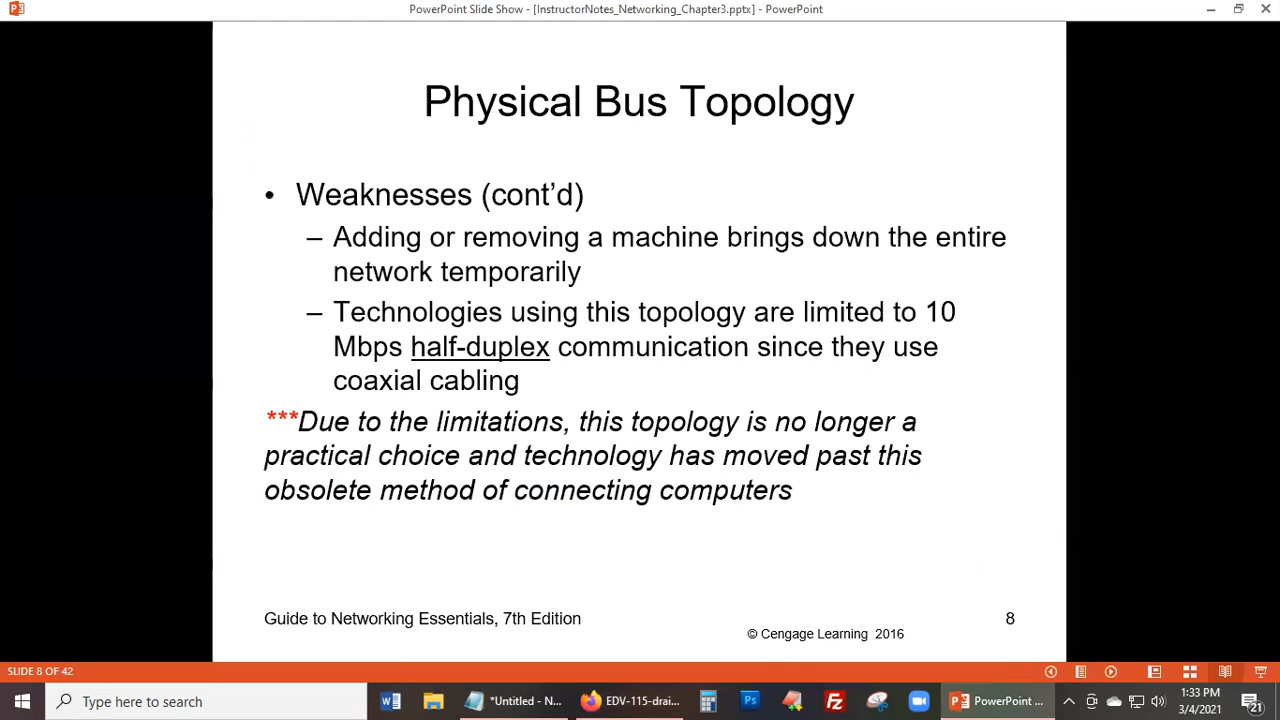 PowerPoint Slide Show - [InstructorNotes_Networking_Chapter3.pptx] - PowerPoint
Physical Bus Topology
• Weaknesses (cont’d)
– Adding or removing a machine brings down the entire
network temporarily
– Technologies using this topology are limited to 10
Mbps half-duplex communication since they use
coaxial cabling
***Due to the limitations, this topology is no longer a
practical choice and technology has moved past this
obsolete method of connecting computers
Guide to Networking Essentials, 7th Edition
8
© Cengage Learning 2016
SLIDE 8 OF 42
Type here to search
*Untitled - N...
EDV-115-drai...
Ps
Fz
PowerPoint ...
1:33 PM
3/4/2021
21